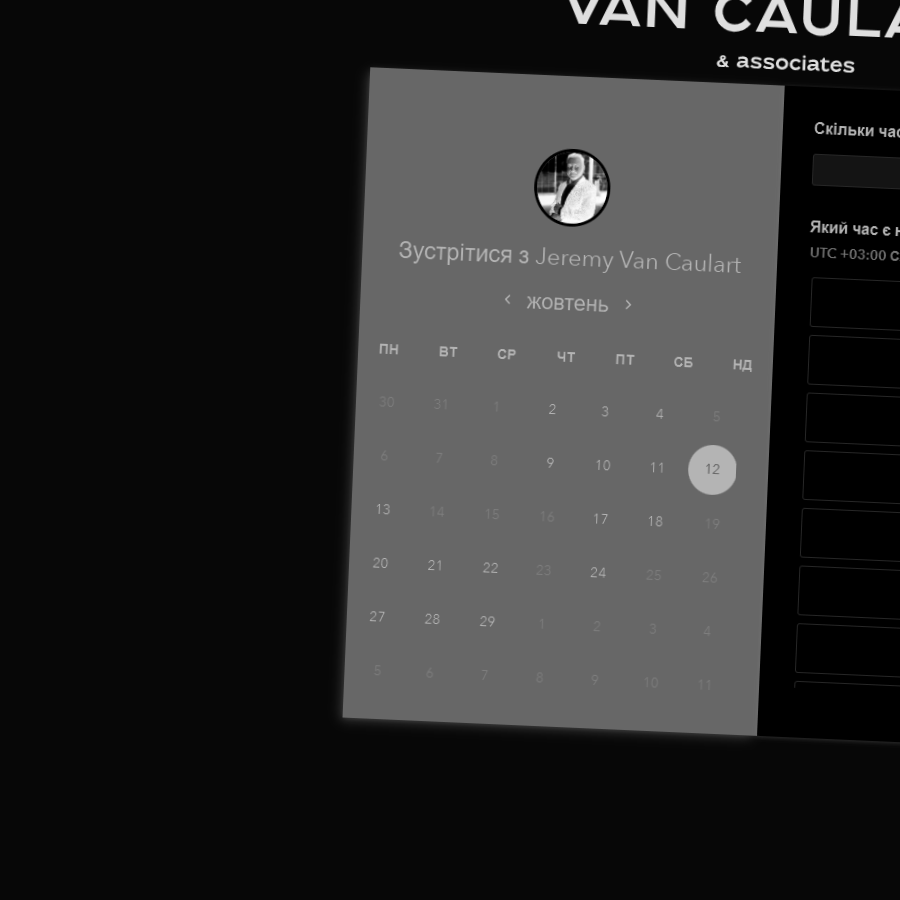 VAN CAULA
& associates
Зустрітися з Jeremy Van Caulart
‹ жовтень ›
ПН ВТ СР ЧТ ПТ СБ НД
30 31 1 2 3 4 5
6 7 8 9 10 11 12
13 14 15 16 17 18 19
20 21 22 23 24 25 26
27 28 29 1 2 3 4
5 6 7 8 9 10 11
Скільки час
Який час є н
UTC +03:00 С